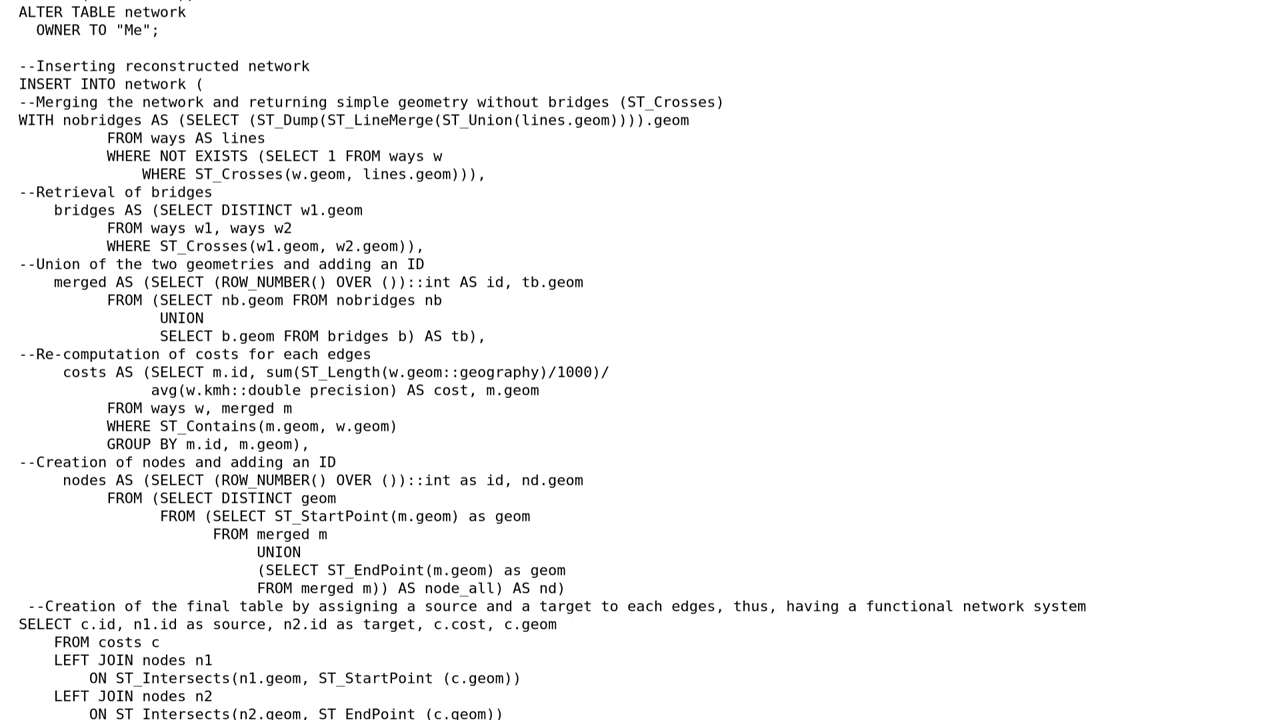 ALTER TABLE network
  OWNER TO "Me";
--Inserting reconstructed network
INSERT INTO network (
--Merging the network and returning simple geometry without bridges (ST_Crosses)
WITH nobridges AS (SELECT (ST_Dump(ST_LineMerge(ST_Union(lines.geom)))).geom
          FROM ways AS lines
          WHERE NOT EXISTS (SELECT 1 FROM ways w
              WHERE ST_Crosses(w.geom, lines.geom))),
--Retrieval of bridges
    bridges AS (SELECT DISTINCT w1.geom
          FROM ways w1, ways w2
          WHERE ST_Crosses(w1.geom, w2.geom)),
--Union of the two geometries and adding an ID
    merged AS (SELECT (ROW_NUMBER() OVER ())::int AS id, tb.geom
          FROM (SELECT nb.geom FROM nobridges nb
                UNION
                SELECT b.geom FROM bridges b) AS tb),
--Re-computation of costs for each edges
     costs AS (SELECT m.id, sum(ST_Length(w.geom::geography)/1000)/
               avg(w.kmh::double precision) AS cost, m.geom
          FROM ways w, merged m
          WHERE ST_Contains(m.geom, w.geom)
          GROUP BY m.id, m.geom),
--Creation of nodes and adding an ID
     nodes AS (SELECT (ROW_NUMBER() OVER ())::int as id, nd.geom
          FROM (SELECT DISTINCT geom
                FROM (SELECT ST_StartPoint(m.geom) as geom
                      FROM merged m
                           UNION
                           (SELECT ST_EndPoint(m.geom) as geom
                           FROM merged m)) AS node_all) AS nd)
 --Creation of the final table by assigning a source and a target to each edges, thus, having a functional network system
SELECT c.id, n1.id as source, n2.id as target, c.cost, c.geom
    FROM costs c
    LEFT JOIN nodes n1
        ON ST_Intersects(n1.geom, ST_StartPoint (c.geom))
    LEFT JOIN nodes n2
        ON ST_Intersects(n2.geom, ST_EndPoint (c.geom))